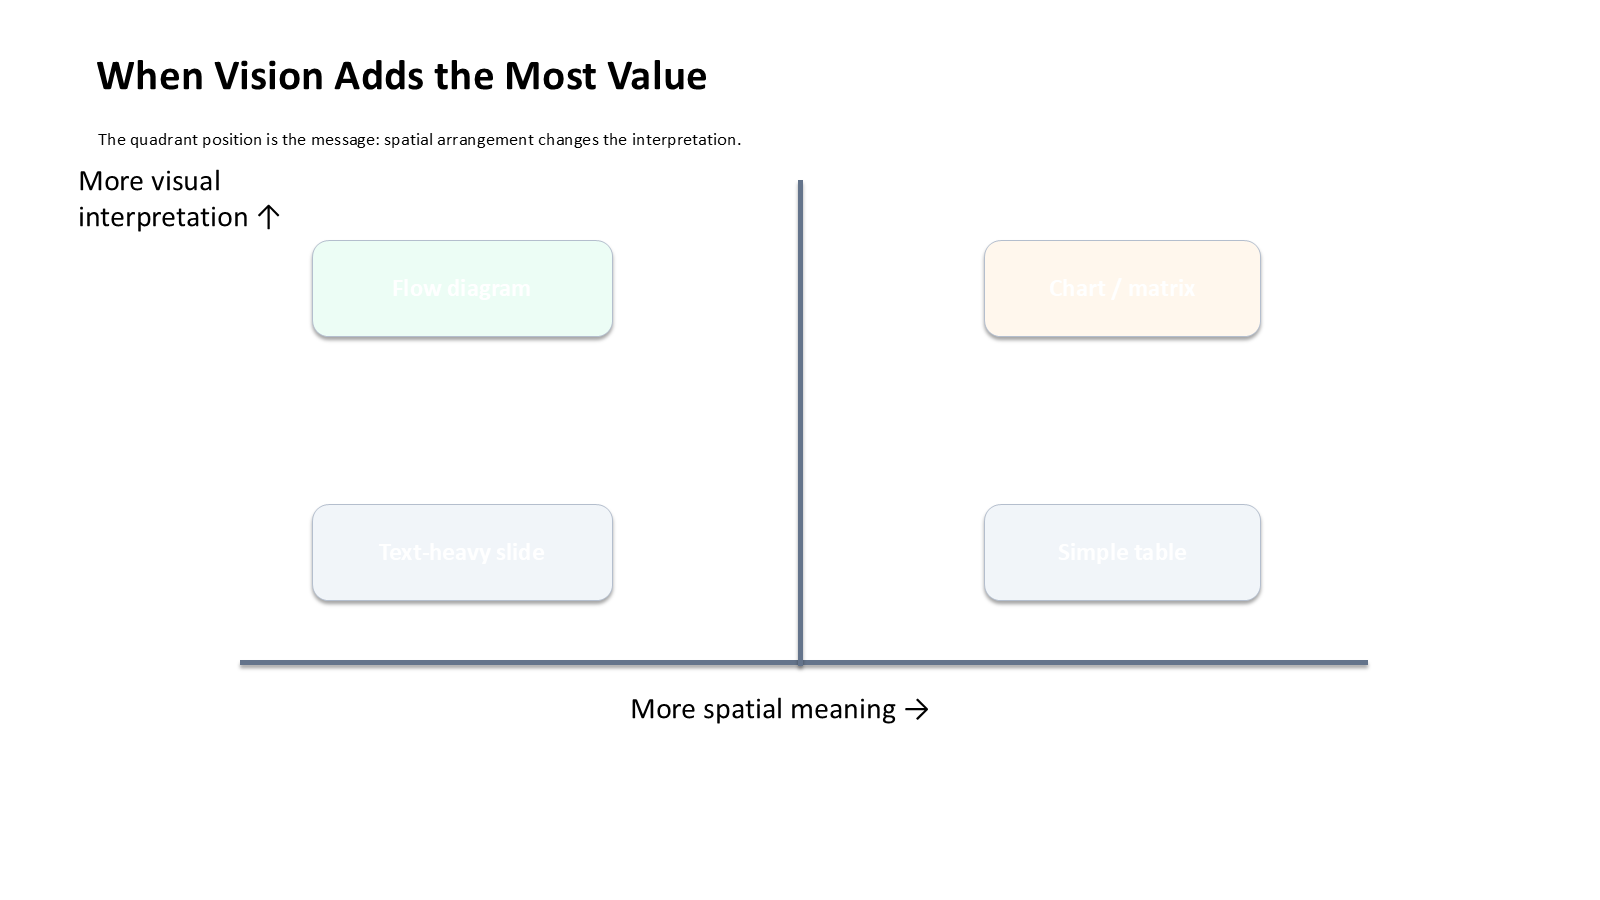 When Vision Adds the Most Value
The quadrant position is the message: spatial arrangement changes the interpretation.
More visual
interpretation ↑
Flow diagram
Chart / matrix
Text-heavy slide
Simple table
More spatial meaning →